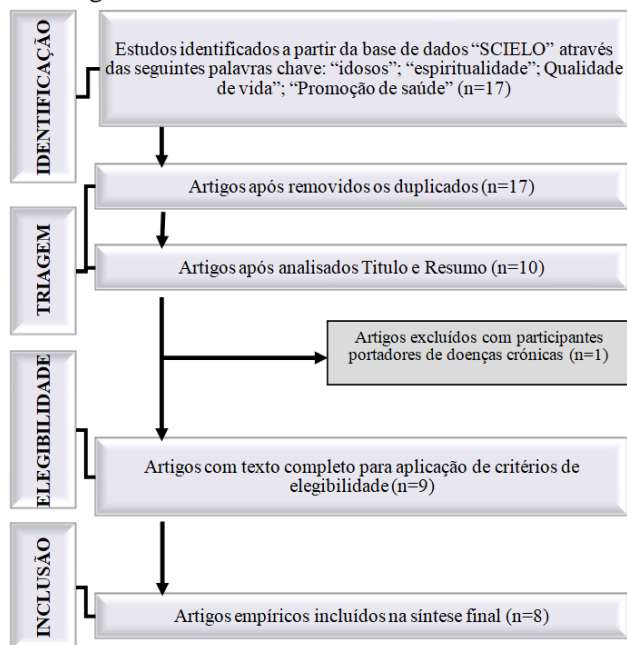 IDENTIFICAÇÃO
Estudos identificados a partir da base de dados “SCIELO” através
das seguintes palavras chave: “idosos”; “espiritualidade”; Qualidade
de vida”; “Promoção de saúde” (n=17)
TRIAGEM
Artigos após removidos os duplicados (n=17)
Artigos após analisados Titulo e Resumo (n=10)
Artigos excluídos com participantes
portadores de doenças crónicas (n=1)
ELEGIBILIDADE
Artigos com texto completo para aplicação de critérios de
elegibilidade (n=9)
INCLUSÃO
Artigos empíricos incluídos na síntese final (n=8)